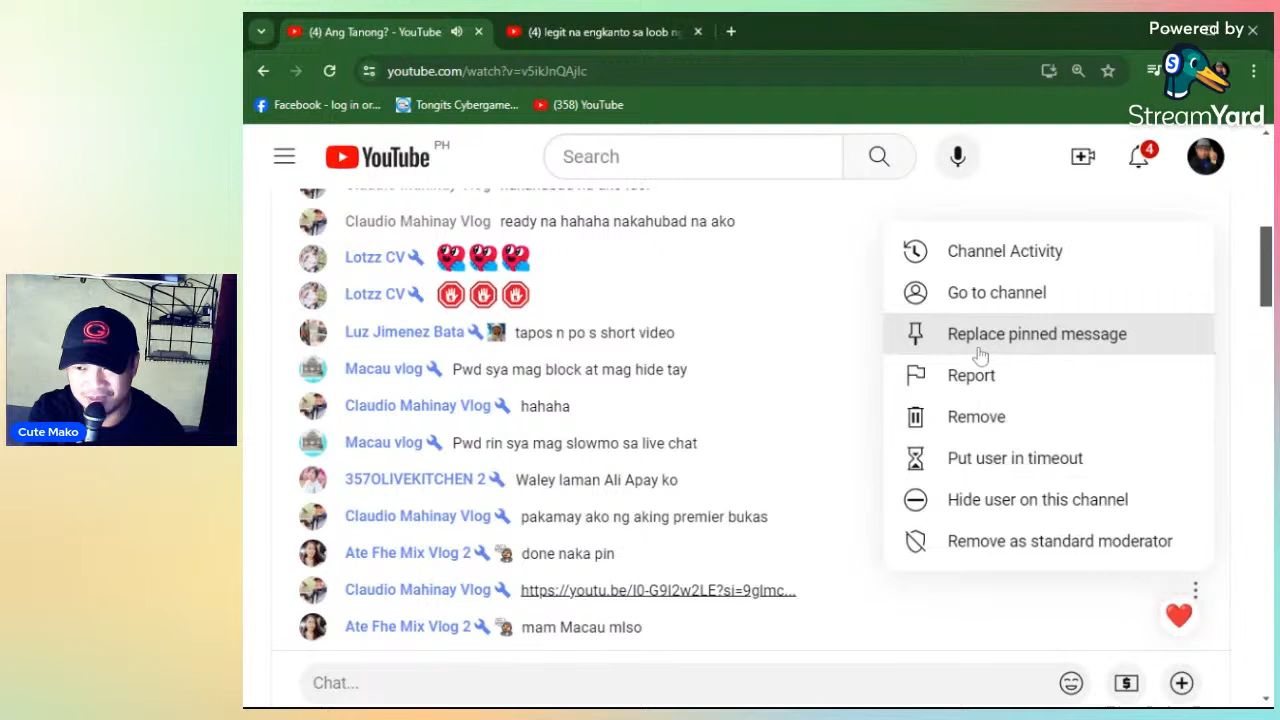 (4) Ang Tanong? - YouTube
(4) legit na engkanto sa loob ng
Powered by
StreamYard
youtube.com/watch?v=v5ikJnQAjlc
Facebook - log in or...
Tongits Cybergame...
(358) YouTube
YouTube PH
Search
4
Claudio Mahinay Vlog
Claudio Mahinay Vlog ready na hahaha nakahubad na ako
Lotzz CV
Lotzz CV
Luz Jimenez Bata tapos n po s short video
Macau vlog Pwd sya mag block at mag hide tay
Claudio Mahinay Vlog hahaha
Macau vlog Pwd rin sya mag slowmo sa live chat
357OLIVEKITCHEN 2 Waley laman Ali Apay ko
Claudio Mahinay Vlog pakamay ako ng aking premier bukas
Ate Fhe Mix Vlog 2 done naka pin
Claudio Mahinay Vlog https://youtu.be/I0-G9I2w2LE?si=9glmc...
Ate Fhe Mix Vlog 2 mam Macau mlso
Channel Activity
Go to channel
Replace pinned message
Report
Remove
Put user in timeout
Hide user on this channel
Remove as standard moderator
Chat...
Cute Mako